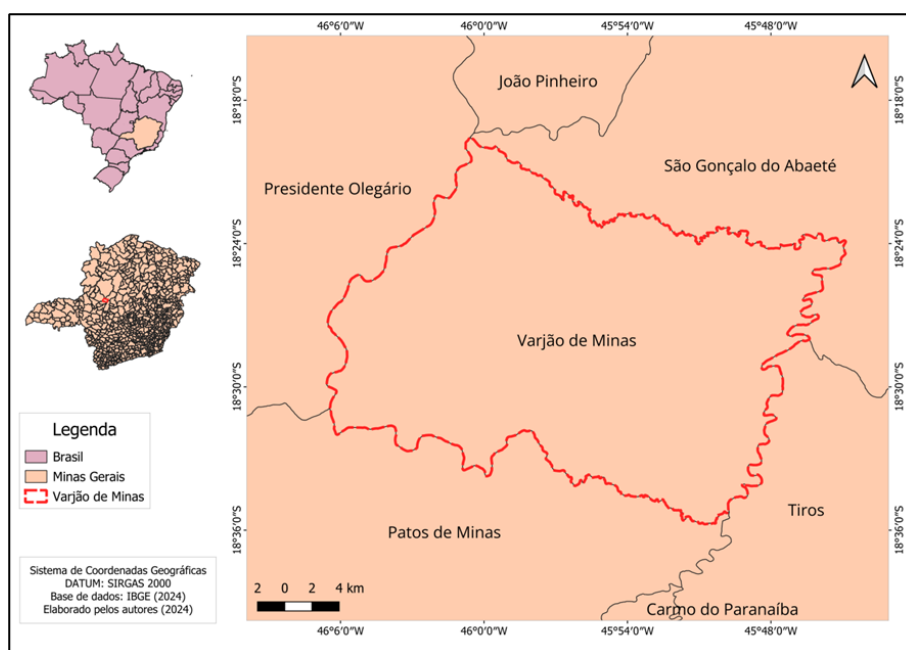 46°6'0"W 46°0'0"W 45°54'0"W 45°48'0"W
João Pinheiro
18°18'0"S 18°18'0"S
São Gonçalo do Abaeté
Presidente Olegário
18°24'0"S 18°24'0"S
Varjão de Minas
18°30'0"S 18°30'0"S
Legenda
Brasil
Minas Gerais
Varjão de Minas
Tiros
Patos de Minas
18°36'0"S 18°36'0"S
Sistema de Coordenadas Geográficas
DATUM: SIRGAS 2000
Base de dados: IBGE (2024)
Elaborado pelos autores (2024)
2 0 2 4 km
Carmo do Paranaíba
46°6'0"W 46°0'0"W 45°54'0"W 45°48'0"W